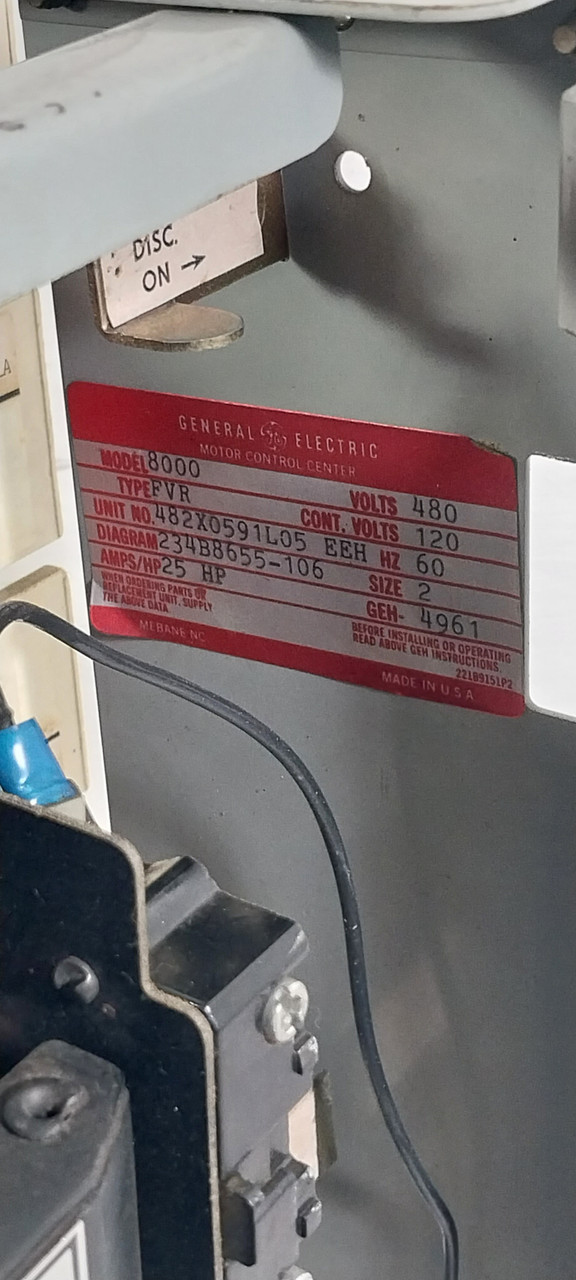 DISC.
ON →
GENERAL GE ELECTRIC
MOTOR CONTROL CENTER
MODEL 8000
TYPE FVR VOLTS 480
UNIT NO. 482X0591L05 EEH CONT. VOLTS 120
DIAGRAM 234B8655-106 HZ 60
AMPS/HP 25 HP SIZE 2
GEH- 4961
WHEN ORDERING PARTS OR
REPLACEMENT UNIT, SUPPLY
THE ABOVE DATA
BEFORE INSTALLING OR OPERATING
READ ABOVE GEH INSTRUCTIONS.
221B9151P2
MEBANE NC
MADE IN U S A